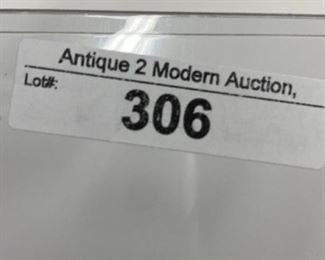 Antique 2 Modern Auction,
Lot#:
306